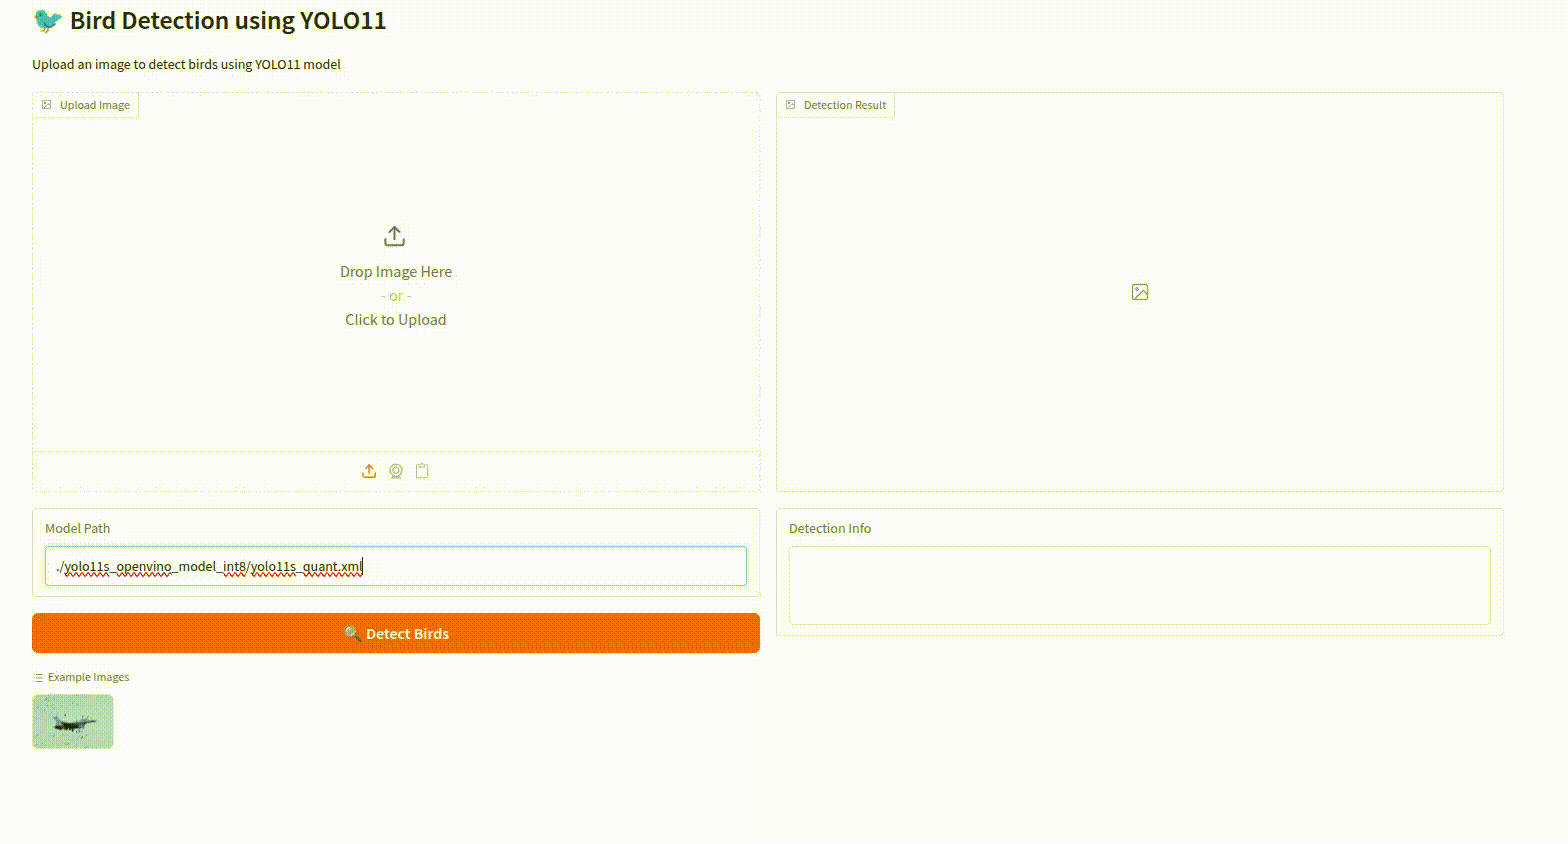 Bird Detection using YOLO11
Upload an image to detect birds using YOLO11 model
Upload Image
Drop Image Here
- or -
Click to Upload
Model Path
./yolo11s_openvino_model_int8/yolo11s_quant.xml
Detect Birds
Example Images
Detection Result
Detection Info